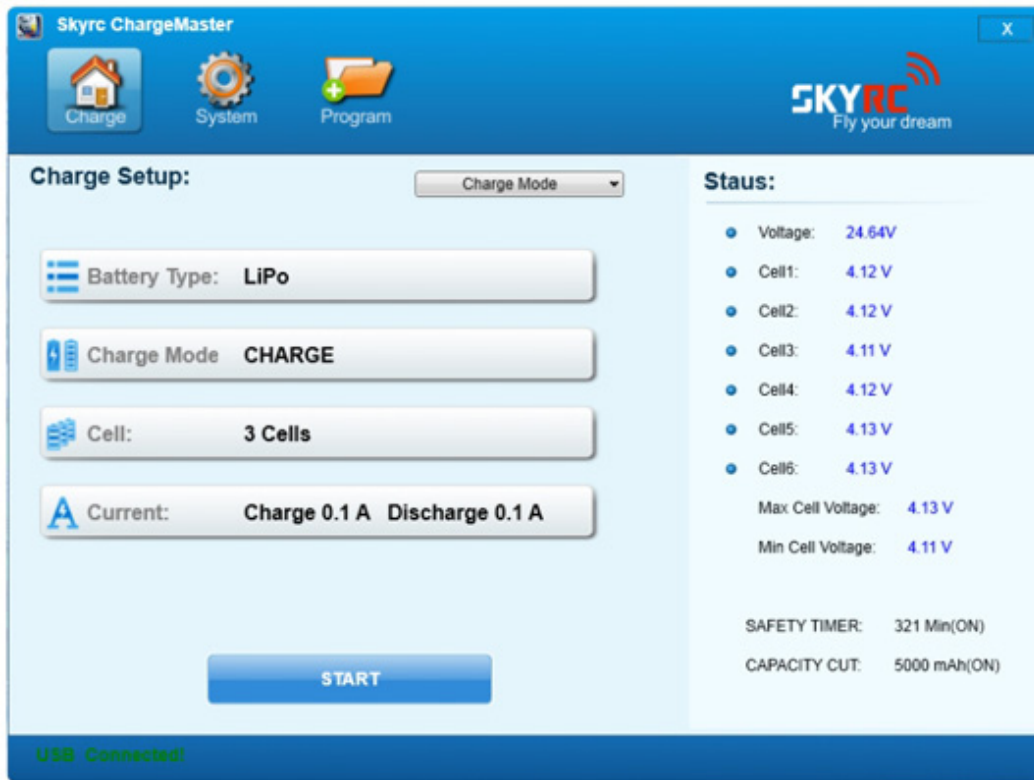 Skyrc ChargeMaster
X
Charge
System
Program
SKYRC
Fly your dream
Charge Setup:
Charge Mode
Battery Type: LiPo
Charge Mode CHARGE
Cell: 3 Cells
Current: Charge 0.1 A Discharge 0.1 A
START
Staus:
Voltage: 24.64V
Cell1: 4.12 V
Cell2: 4.12 V
Cell3: 4.11 V
Cell4: 4.12 V
Cell5: 4.13 V
Cell6: 4.13 V
Max Cell Voltage: 4.13 V
Min Cell Voltage: 4.11 V
SAFETY TIMER: 321 Min(ON)
CAPACITY CUT: 5000 mAh(ON)
USB Connected!